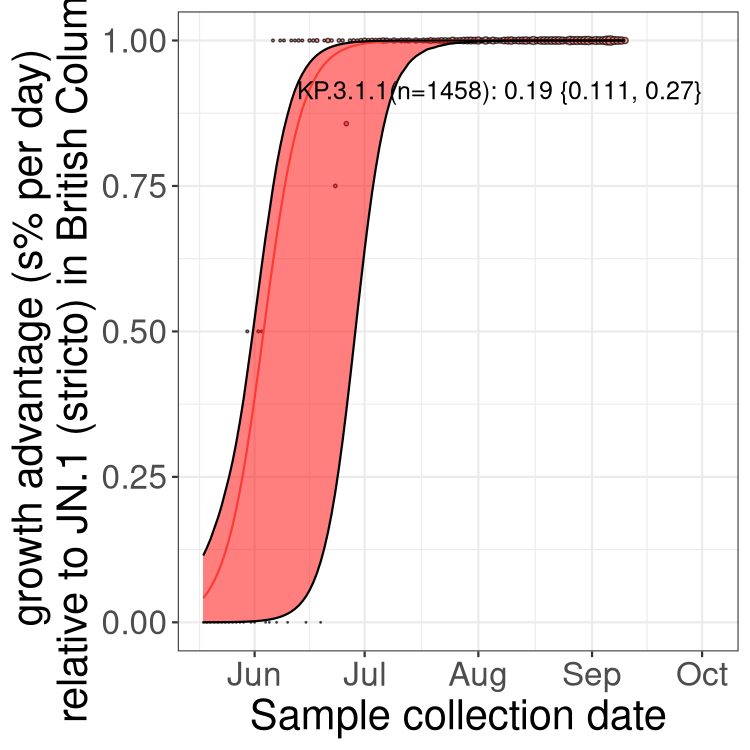 growth advantage (s% per day)
relative to JN.1 (stricto) in British Colum
1.00
0.75
0.50
0.25
0.00
KP.3.1.1(n=1458): 0.19 {0.111, 0.27}
Jun Jul Aug Sep Oct
Sample collection date